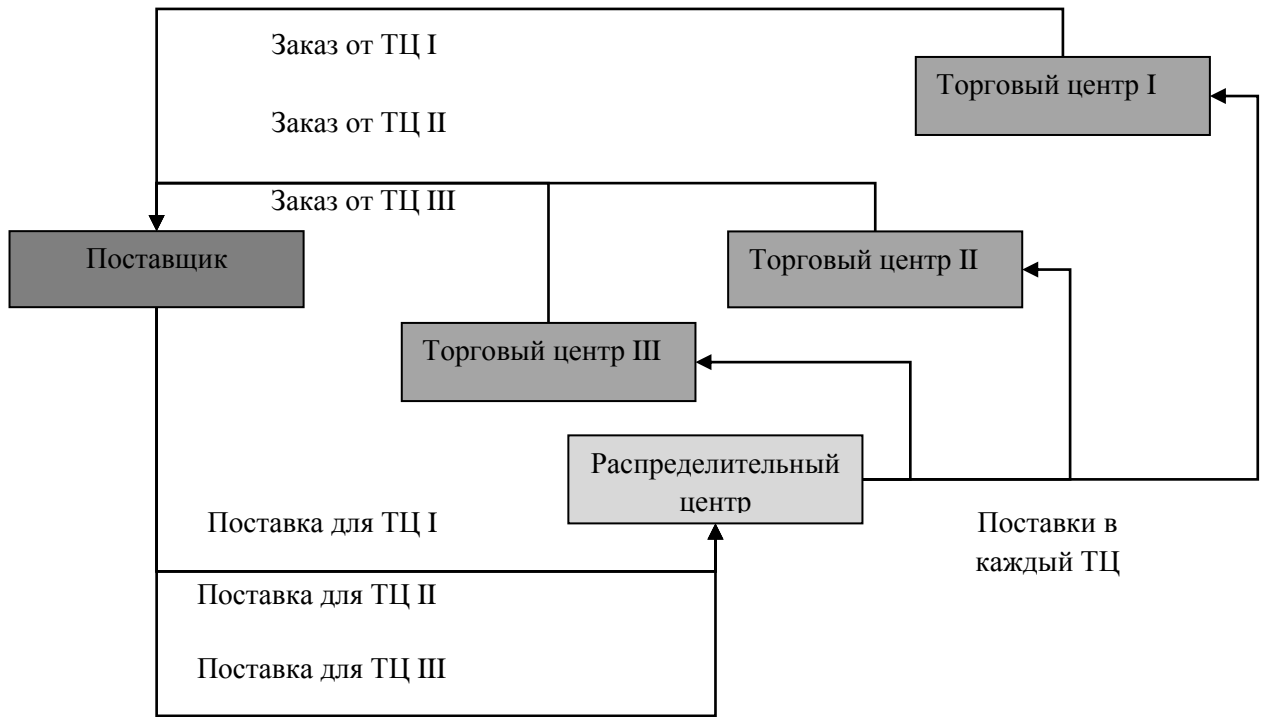 Заказ от ТЦ I
Торговый центр I
Заказ от ТЦ II
Заказ от ТЦ III
Поставщик
Торговый центр II
Торговый центр III
Распределительный
центр
Поставка для ТЦ I
Поставки в
каждый ТЦ
Поставка для ТЦ II
Поставка для ТЦ III